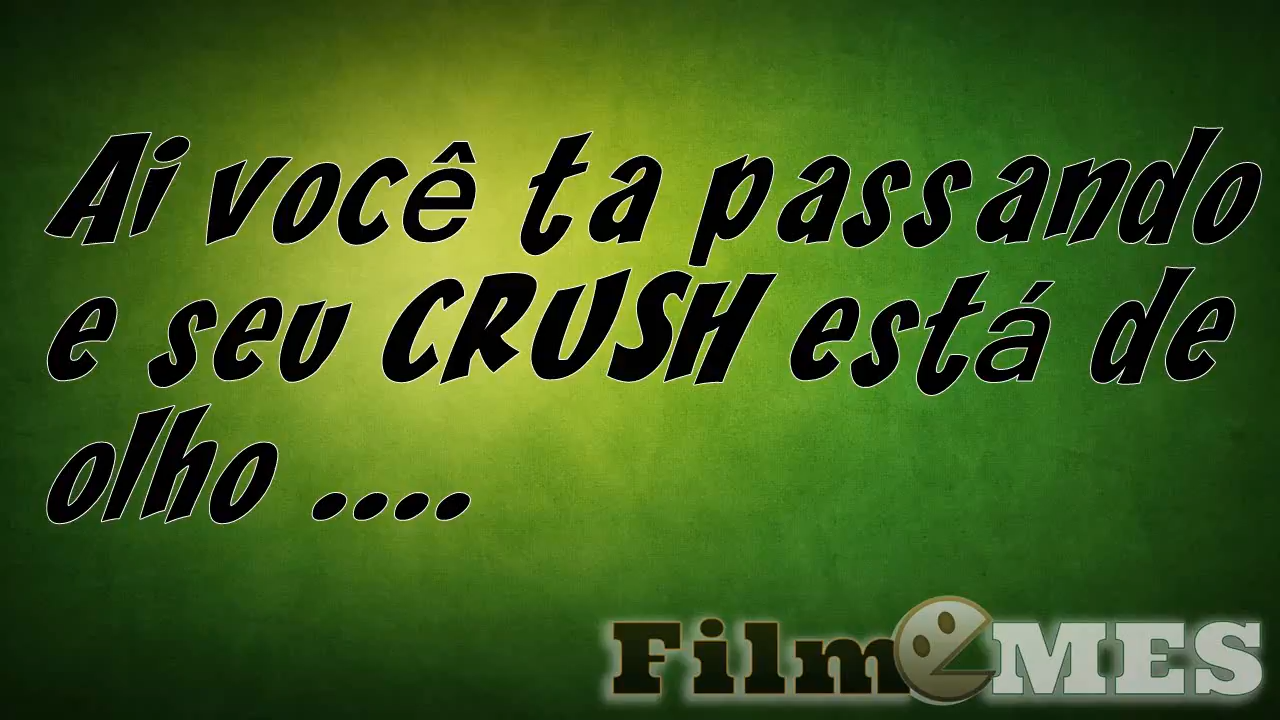 Ai você ta passando
e seu CRUSH está de
olho ....
FilmeMES